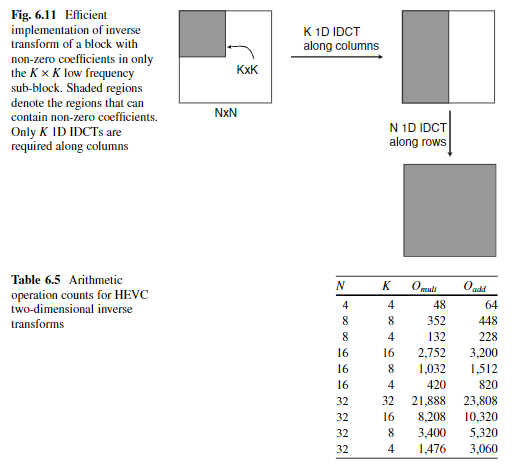 Fig. 6.11 Efficient
implementation of inverse
transform of a block with
non-zero coefficients in only
the K × K low frequency
sub-block. Shaded regions
denote the regions that can
contain non-zero coefficients.
Only K 1D IDCTs are
required along columns
KxK
NxN
K 1D IDCT
along columns
N 1D IDCT
along rows
Table 6.5 Arithmetic
operation counts for HEVC
two-dimensional inverse
transforms
N K Omult Oadd
4 4 48 64
8 8 352 448
8 4 132 228
16 16 2,752 3,200
16 8 1,032 1,512
16 4 420 820
32 32 21,888 23,808
32 16 8,208 10,320
32 8 3,400 5,320
32 4 1,476 3,060